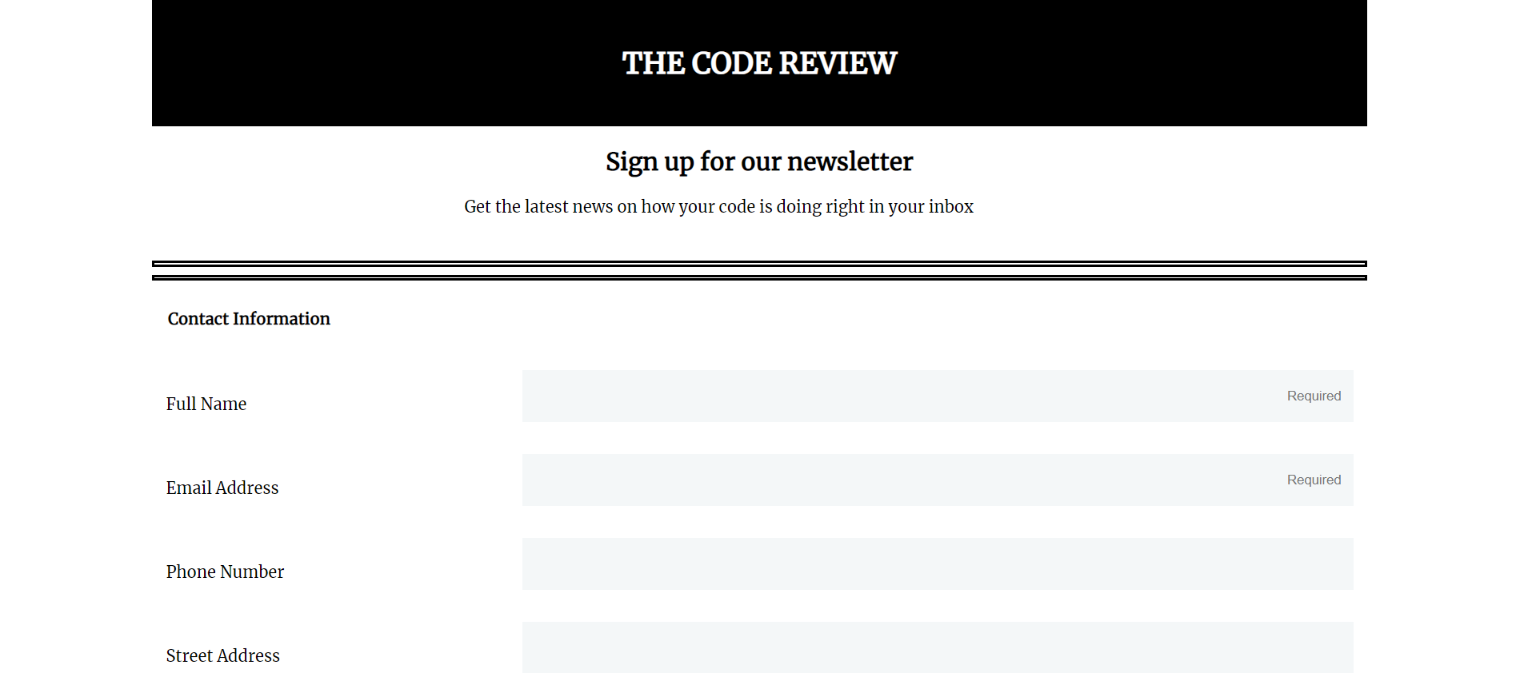 THE CODE REVIEW
Sign up for our newsletter
Get the latest news on how your code is doing right in your inbox
Contact Information
Full Name
Required
Email Address
Required
Phone Number
Street Address